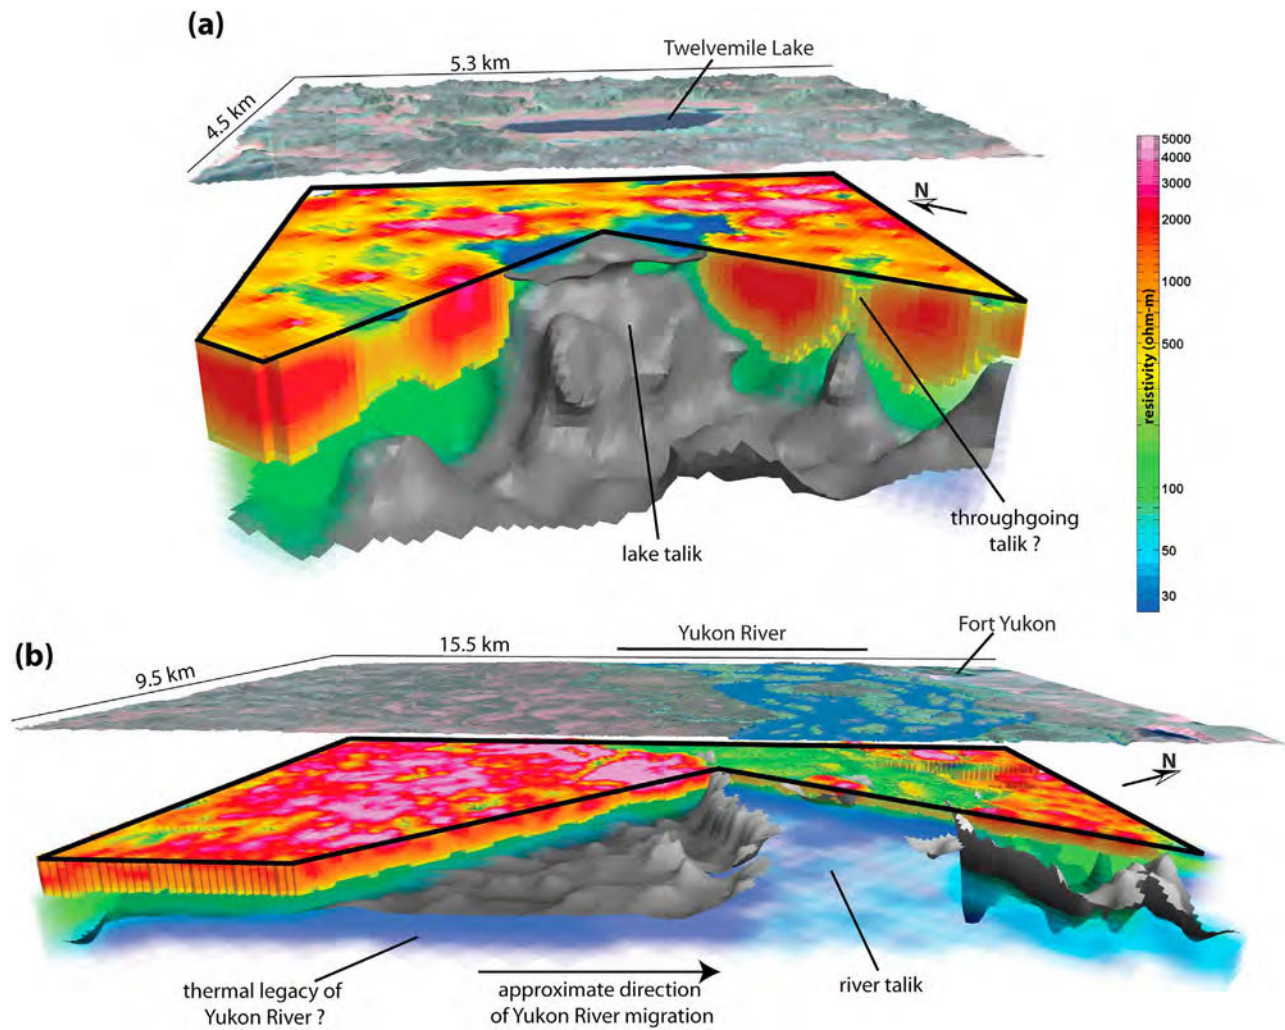 (a)
Twelvemile Lake
5.3 km
4.5 km
N
5000
4000
3000
2000
1000
500
100
50
30
resistivity (ohm-m)
throughgoing
talik ?
lake talik
(b)
Yukon River
Fort Yukon
15.5 km
9.5 km
N
thermal legacy of
Yukon River ?
approximate direction
of Yukon River migration
river talik